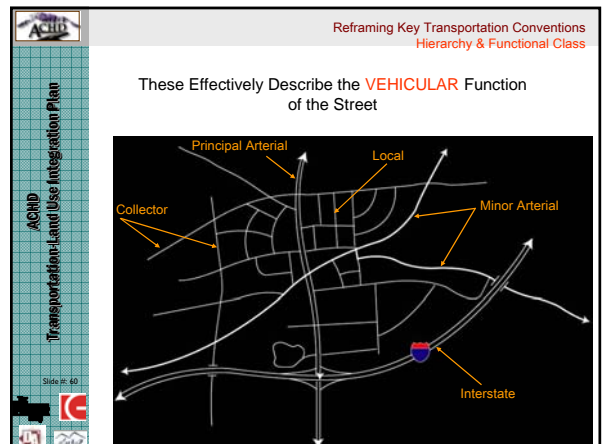 ACHD
Reframing Key Transportation Conventions
Hierarchy & Functional Class
These Effectively Describe the VEHICULAR Function
of the Street
ACHD
Transportation-Land Use Integration Plan
Principal Arterial
Local
Collector
Minor Arterial
Interstate
Slide #: 60